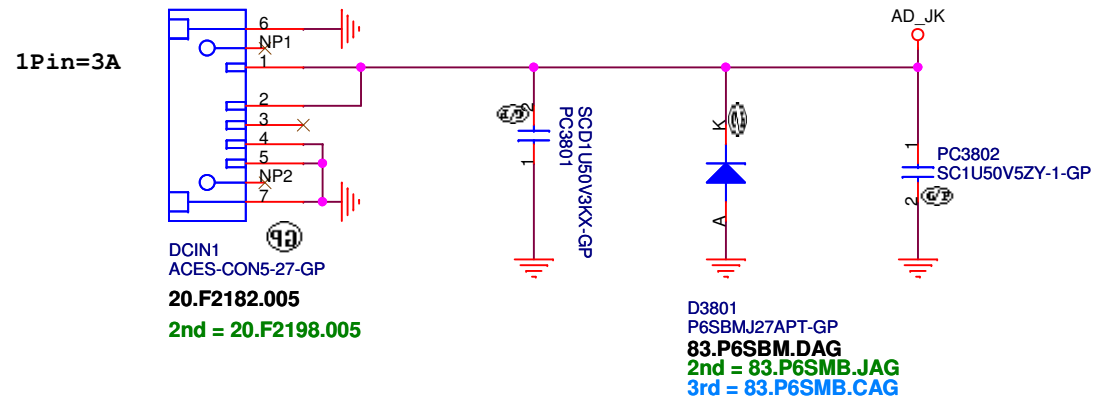 AD_JK
6
NP1
1Pin=3A
1
2
3
4
5
NP2
7
DCIN1
ACES-CON5-27-GP
20.F2182.005
2nd = 20.F2198.005
2
1
PC3801
SCD1U50V3KX-GP
K
A
D3801
P6SBMJ27APT-GP
83.P6SBM.DAG
2nd = 83.P6SMB.JAG
3rd = 83.P6SMB.CAG
1
2
PC3802
SC1U50V5ZY-1-GP
G/P
GP